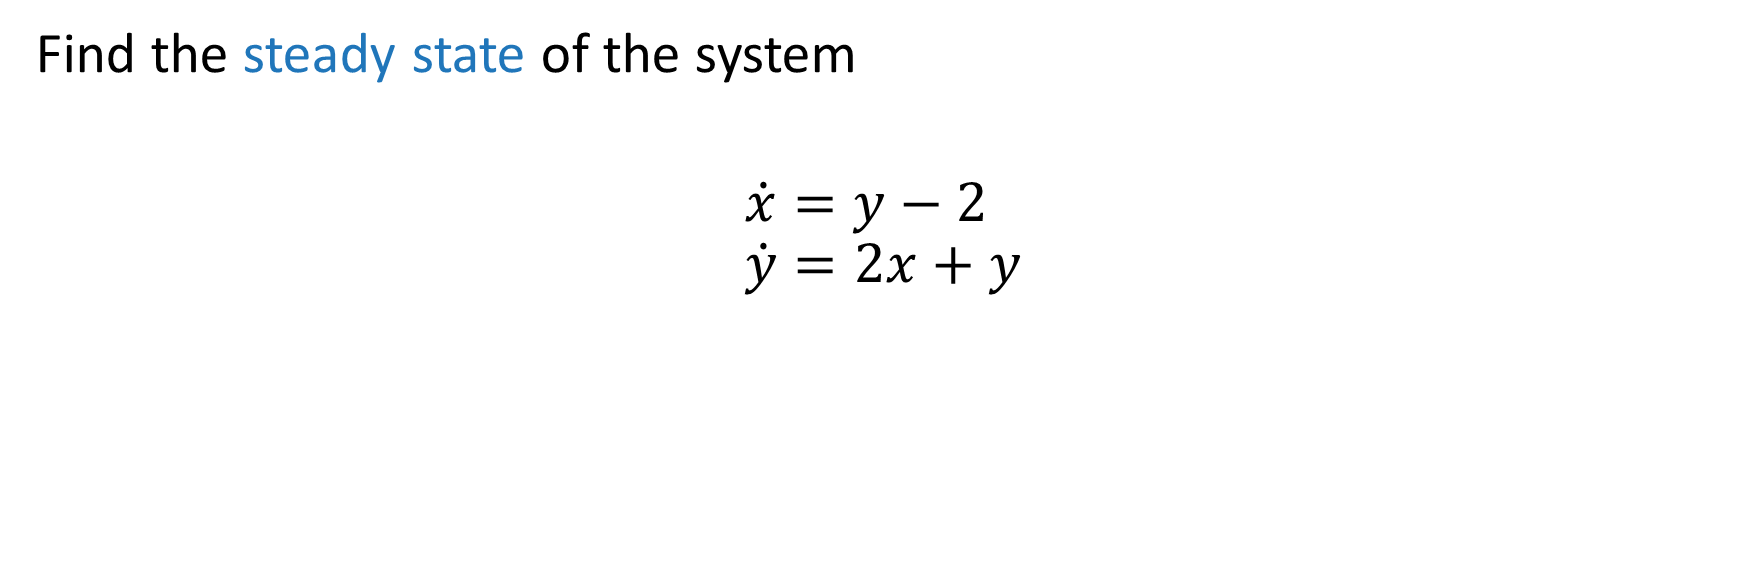 Find the steady state of the system
ẋ = y − 2
ẏ = 2x + y